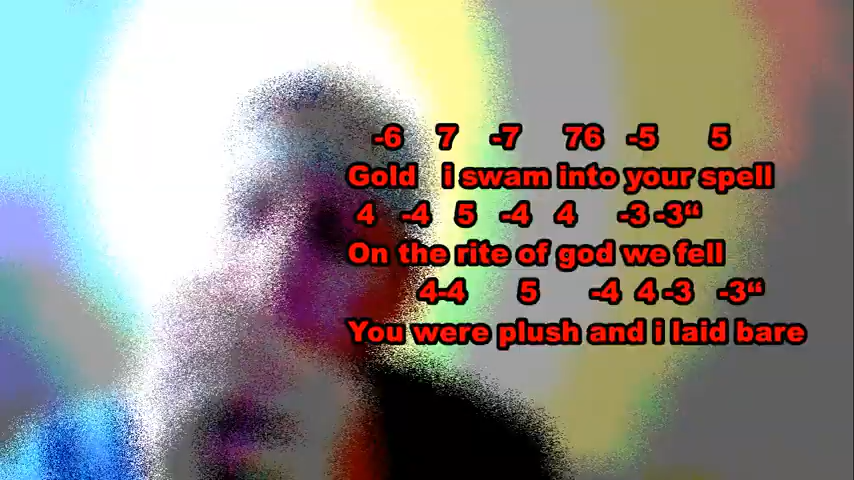 -6 7 -7 76 -5 5
Gold i swam into your spell
4 -4 5 -4 4 -3 -3“
On the rite of god we fell
4-4 5 -4 4 -3 -3“
You were plush and i laid bare